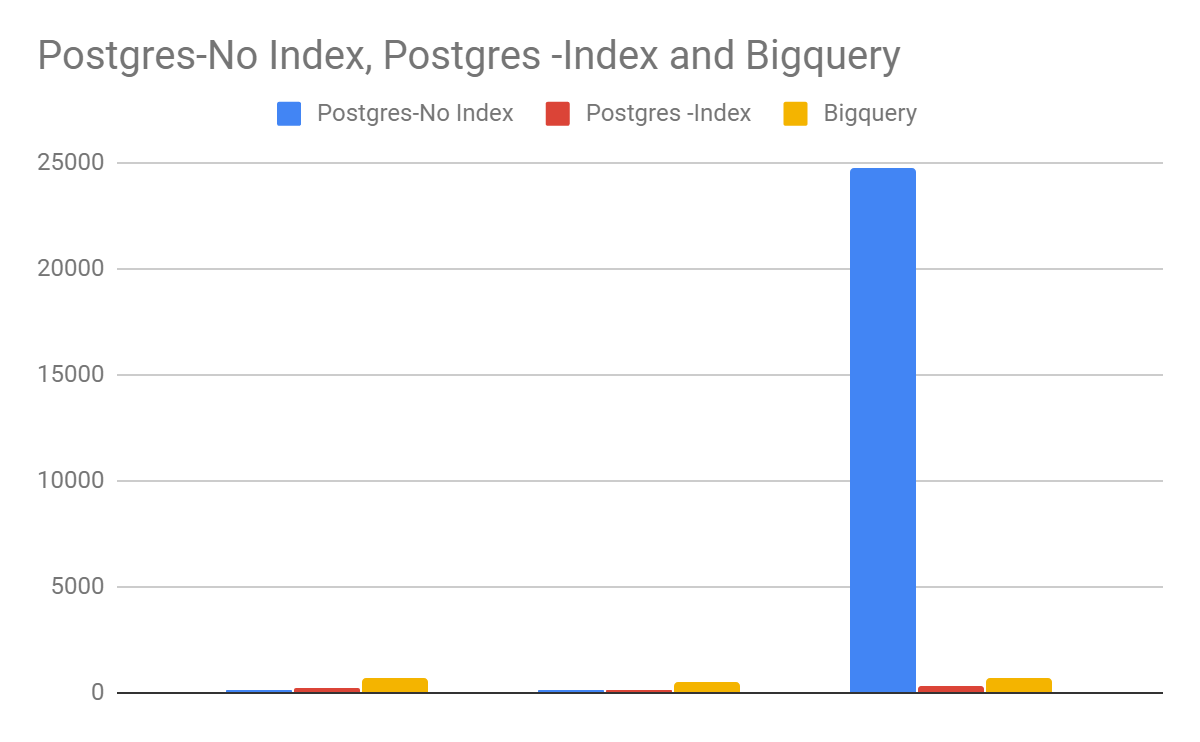 Postgres-No Index, Postgres -Index and Bigquery
Postgres-No Index
Postgres -Index
Bigquery
25000
20000
15000
10000
5000
0